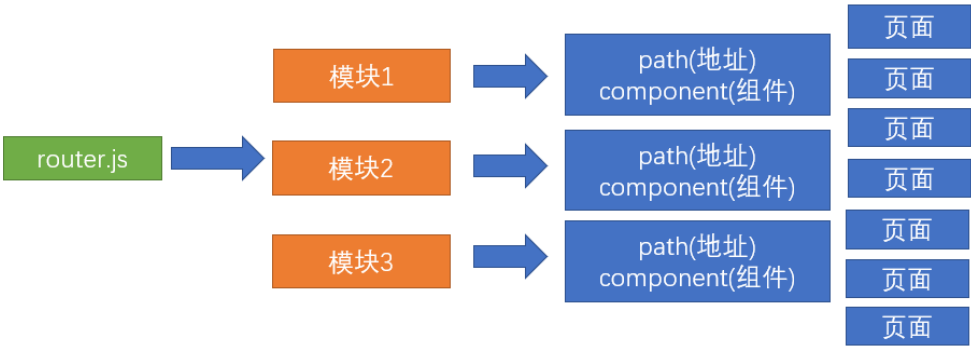 router.js
模块1
模块2
模块3
path(地址)
component(组件)
path(地址)
component(组件)
path(地址)
component(组件)
页面
页面
页面
页面
页面
页面
页面